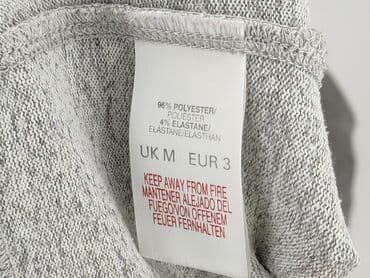 96% POLYESTER/
POLYESTER/
4% ELASTANE/
ELASTANE/ELASTHAN
UK M EUR 3
KEEP AWAY FROM FIRE
MANTENER ALEJADO DEL
FUEGO/VON OFFENEM
FEUER FERNHALTEN